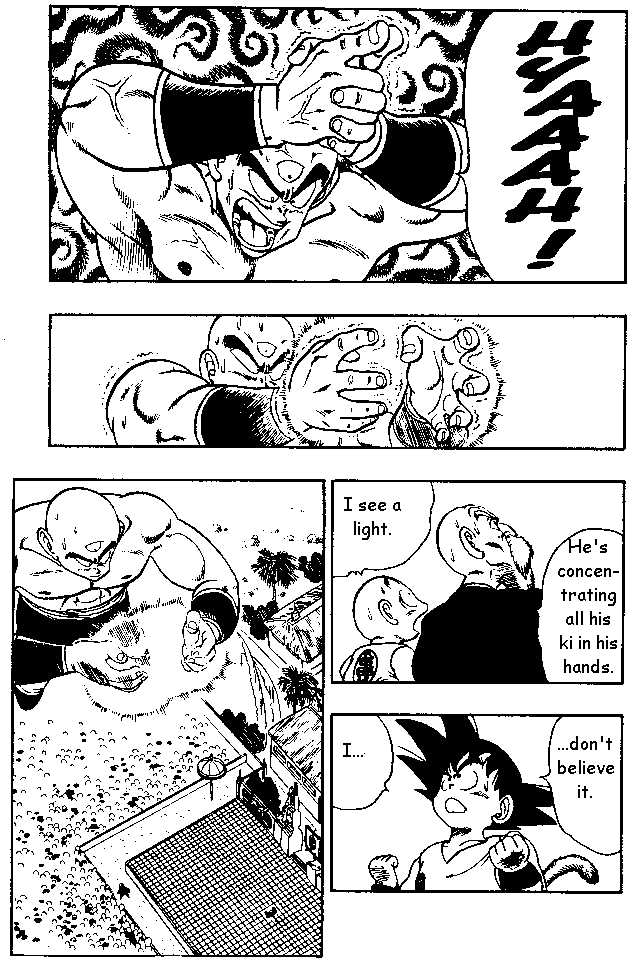 HYAAAH!
I see a
light.
He's
concen-
trating
all his
ki in his
hands.
I...
...don't
believe
it.